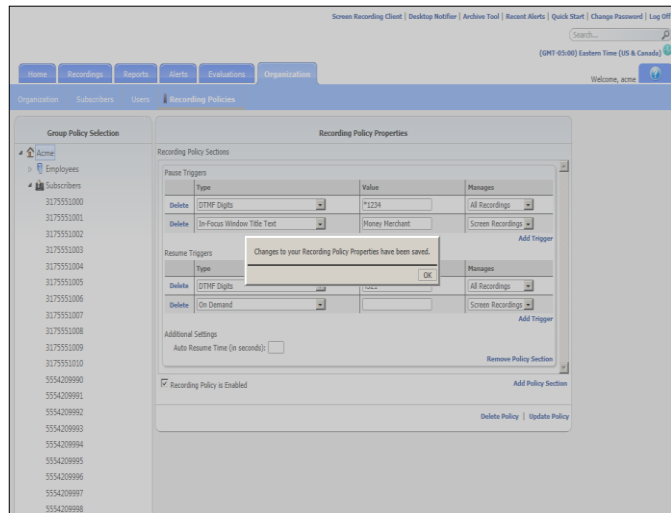 Screen Recording Client | Desktop Notifier | Archive Tool | Recent Alerts | Quick Start | Change Password | Log Off
Search...
(GMT-05:00) Eastern Time (US & Canada)
Home Recordings Reports Alerts Evaluations Organization
Welcome, acme
Organization Subscribers Users Recording Policies
Group Policy Selection
Acme
Employees
Subscribers
3175551000
3175551001
3175551002
3175551003
3175551004
3175551005
3175551006
3175551007
3175551008
3175551009
3175551010
5554209990
5554209991
5554209992
5554209993
5554209994
5554209995
5554209996
5554209997
5554209998
Recording Policy Properties
Recording Policy Sections
Pause Triggers
Type Value Manages
Delete DTMF Digits *1234 All Recordings
Delete In-Focus Window Title Text Money Merchant Screen Recordings
Add Trigger
Changes to your Recording Policy Properties have been saved.
OK
Resume Triggers
Type Manages
Delete DTMF Digits All Recordings
Delete On Demand Screen Recordings
Add Trigger
Additional Settings
Auto Resume Time (in seconds):
Remove Policy Section
Recording Policy is Enabled
Add Policy Section
Delete Policy | Update Policy